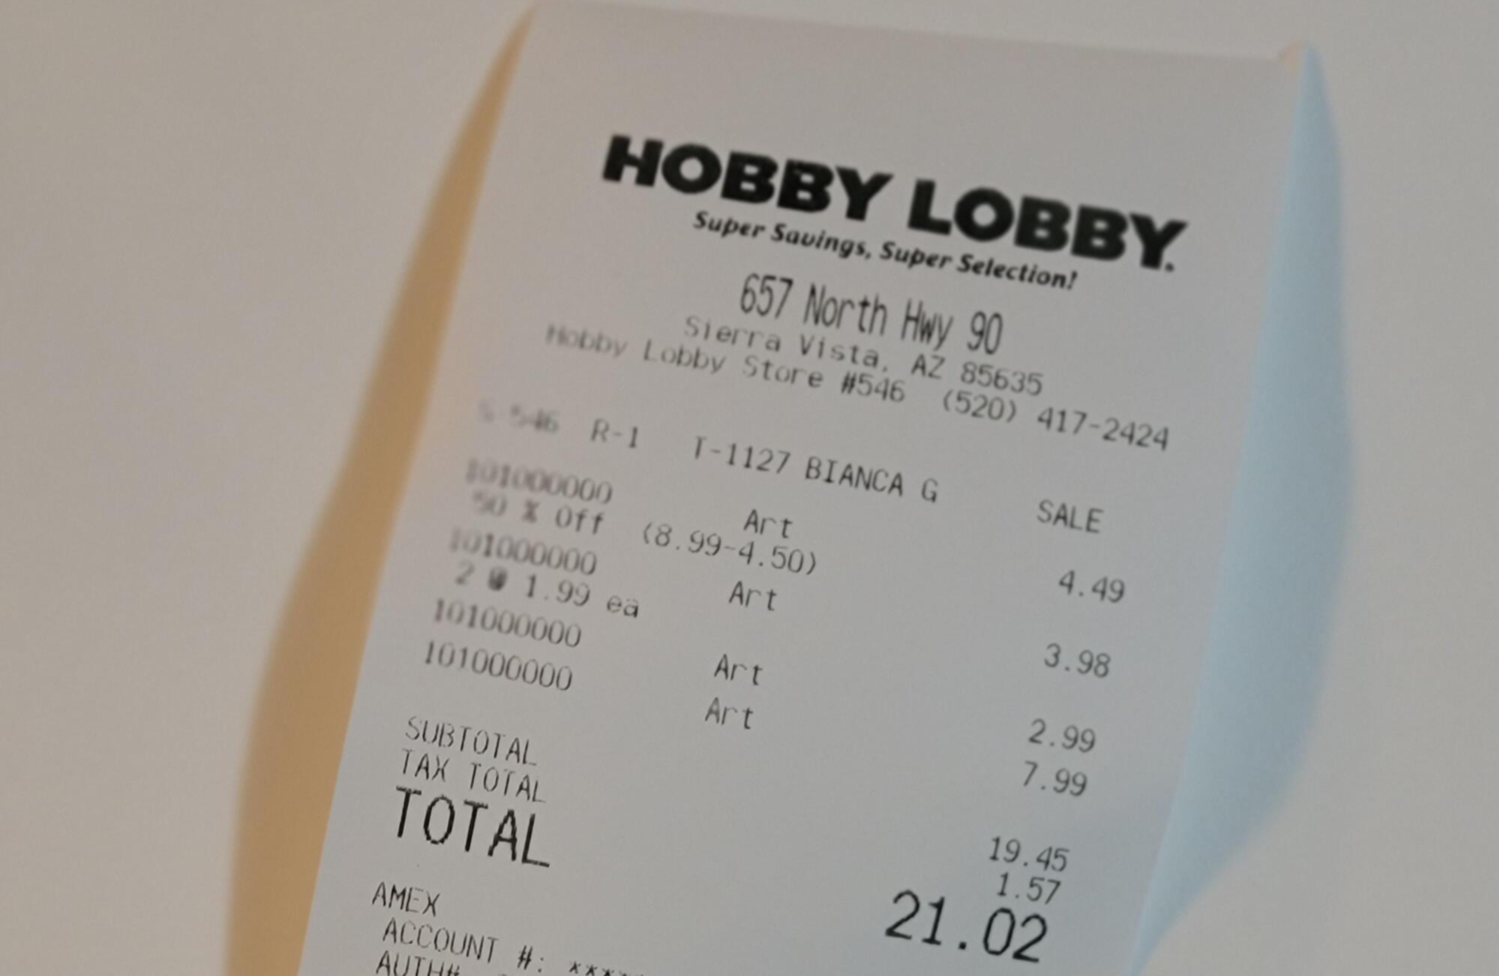 HOBBY LOBBY.
Super Savings, Super Selection!
657 North Hwy 90
Sierra Vista, AZ 85635
Hobby Lobby Store #546 (520) 417-2424
S-546 R-1 T-1127 BIANCA G SALE
101000000 Art 4.49
50 % Off (8.99-4.50)
101000000 Art 3.98
2 @ 1.99 ea
101000000 Art 2.99
101000000 Art 7.99
SUBTOTAL 19.45
TAX TOTAL 1.57
TOTAL 21.02
AMEX
ACCOUNT #: ****
AUTH#